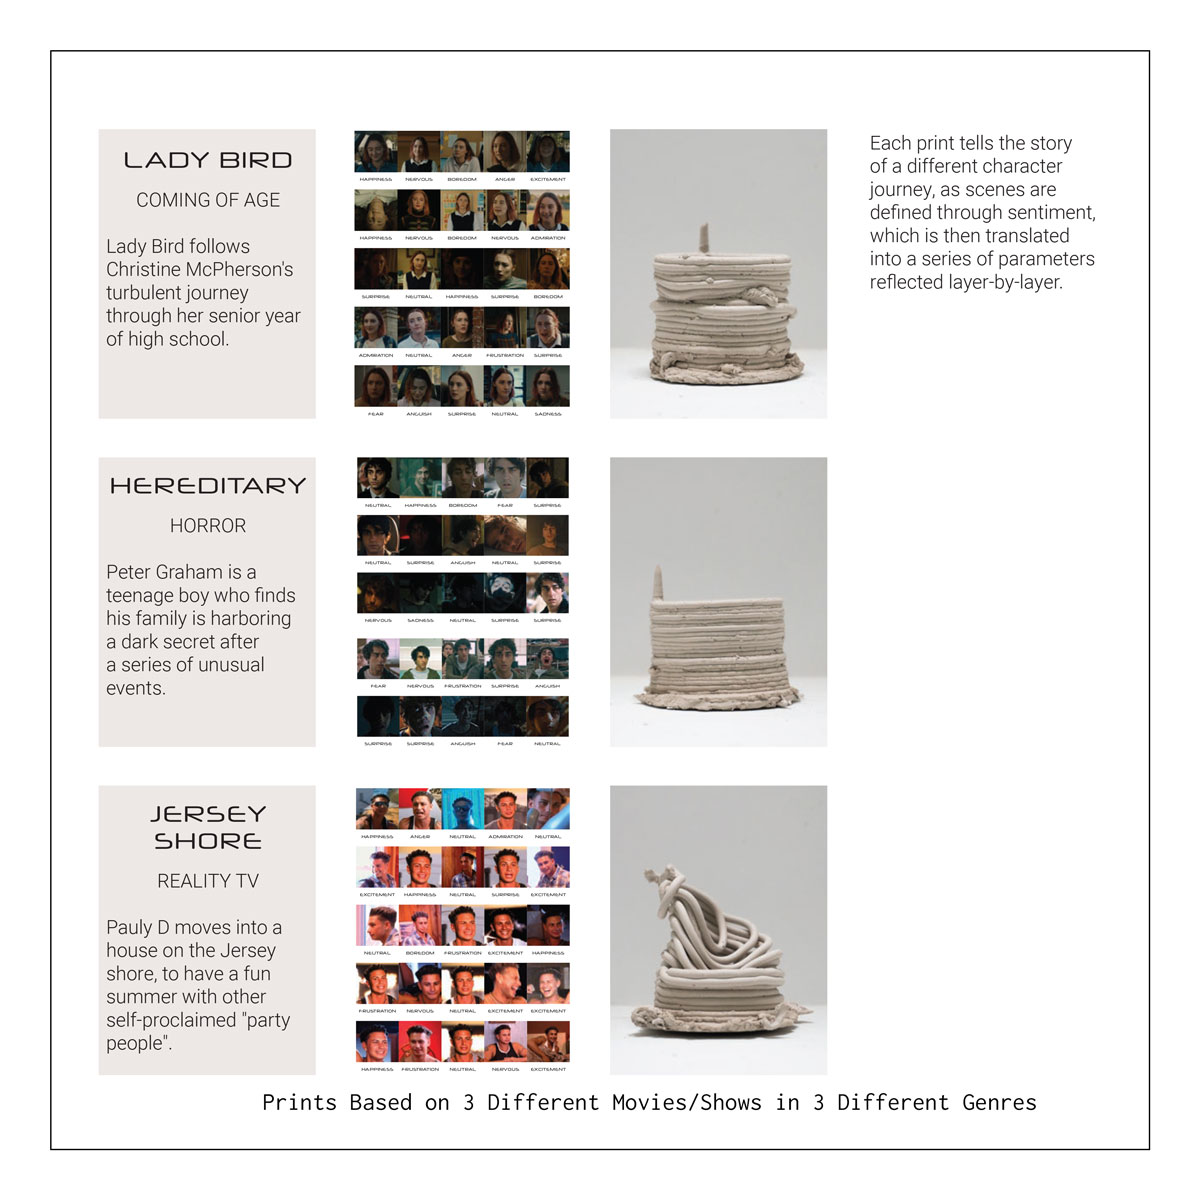 LADY BIRD
COMING OF AGE
Lady Bird follows
Christine McPherson's
turbulent journey
through her senior year
of high school.
HAPPINESS NERVOUS BOREDOM ANGER EXCITEMENT
HAPPINESS NERVOUS BOREDOM NERVOUS ADMIRATION
SURPRISE NEUTRAL HAPPINESS SURPRISE BOREDOM
ADMIRATION NEUTRAL ANGER FRUSTRATION SURPRISE
FEAR ANGUISH SURPRISE NEUTRAL SADNESS
Each print tells the story
of a different character
journey, as scenes are
defined through sentiment,
which is then translated
into a series of parameters
reflected layer-by-layer.
HEREDITARY
HORROR
Peter Graham is a
teenage boy who finds
his family is harboring
a dark secret after
a series of unusual
events.
NEUTRAL HAPPINESS BOREDOM FEAR SURPRISE
NEUTRAL SURPRISE ANGUISH NEUTRAL SURPRISE
NERVOUS SADNESS NEUTRAL SURPRISE SURPRISE
FEAR NERVOUS FRUSTRATION SURPRISE ANGUISH
SURPRISE SURPRISE ANGUISH FEAR NEUTRAL
JERSEY
SHORE
REALITY TV
Pauly D moves into a
house on the Jersey
shore, to have a fun
summer with other
self-proclaimed "party
people".
HAPPINESS ANGER NEUTRAL ADMIRATION NEUTRAL
EXCITEMENT HAPPINESS NEUTRAL SURPRISE EXCITEMENT
NEUTRAL BOREDOM FRUSTRATION EXCITEMENT HAPPINESS
FRUSTRATION NERVOUS NEUTRAL EXCITEMENT EXCITEMENT
HAPPINESS FRUSTRATION NEUTRAL NERVOUS EXCITEMENT
Prints Based on 3 Different Movies/Shows in 3 Different Genres